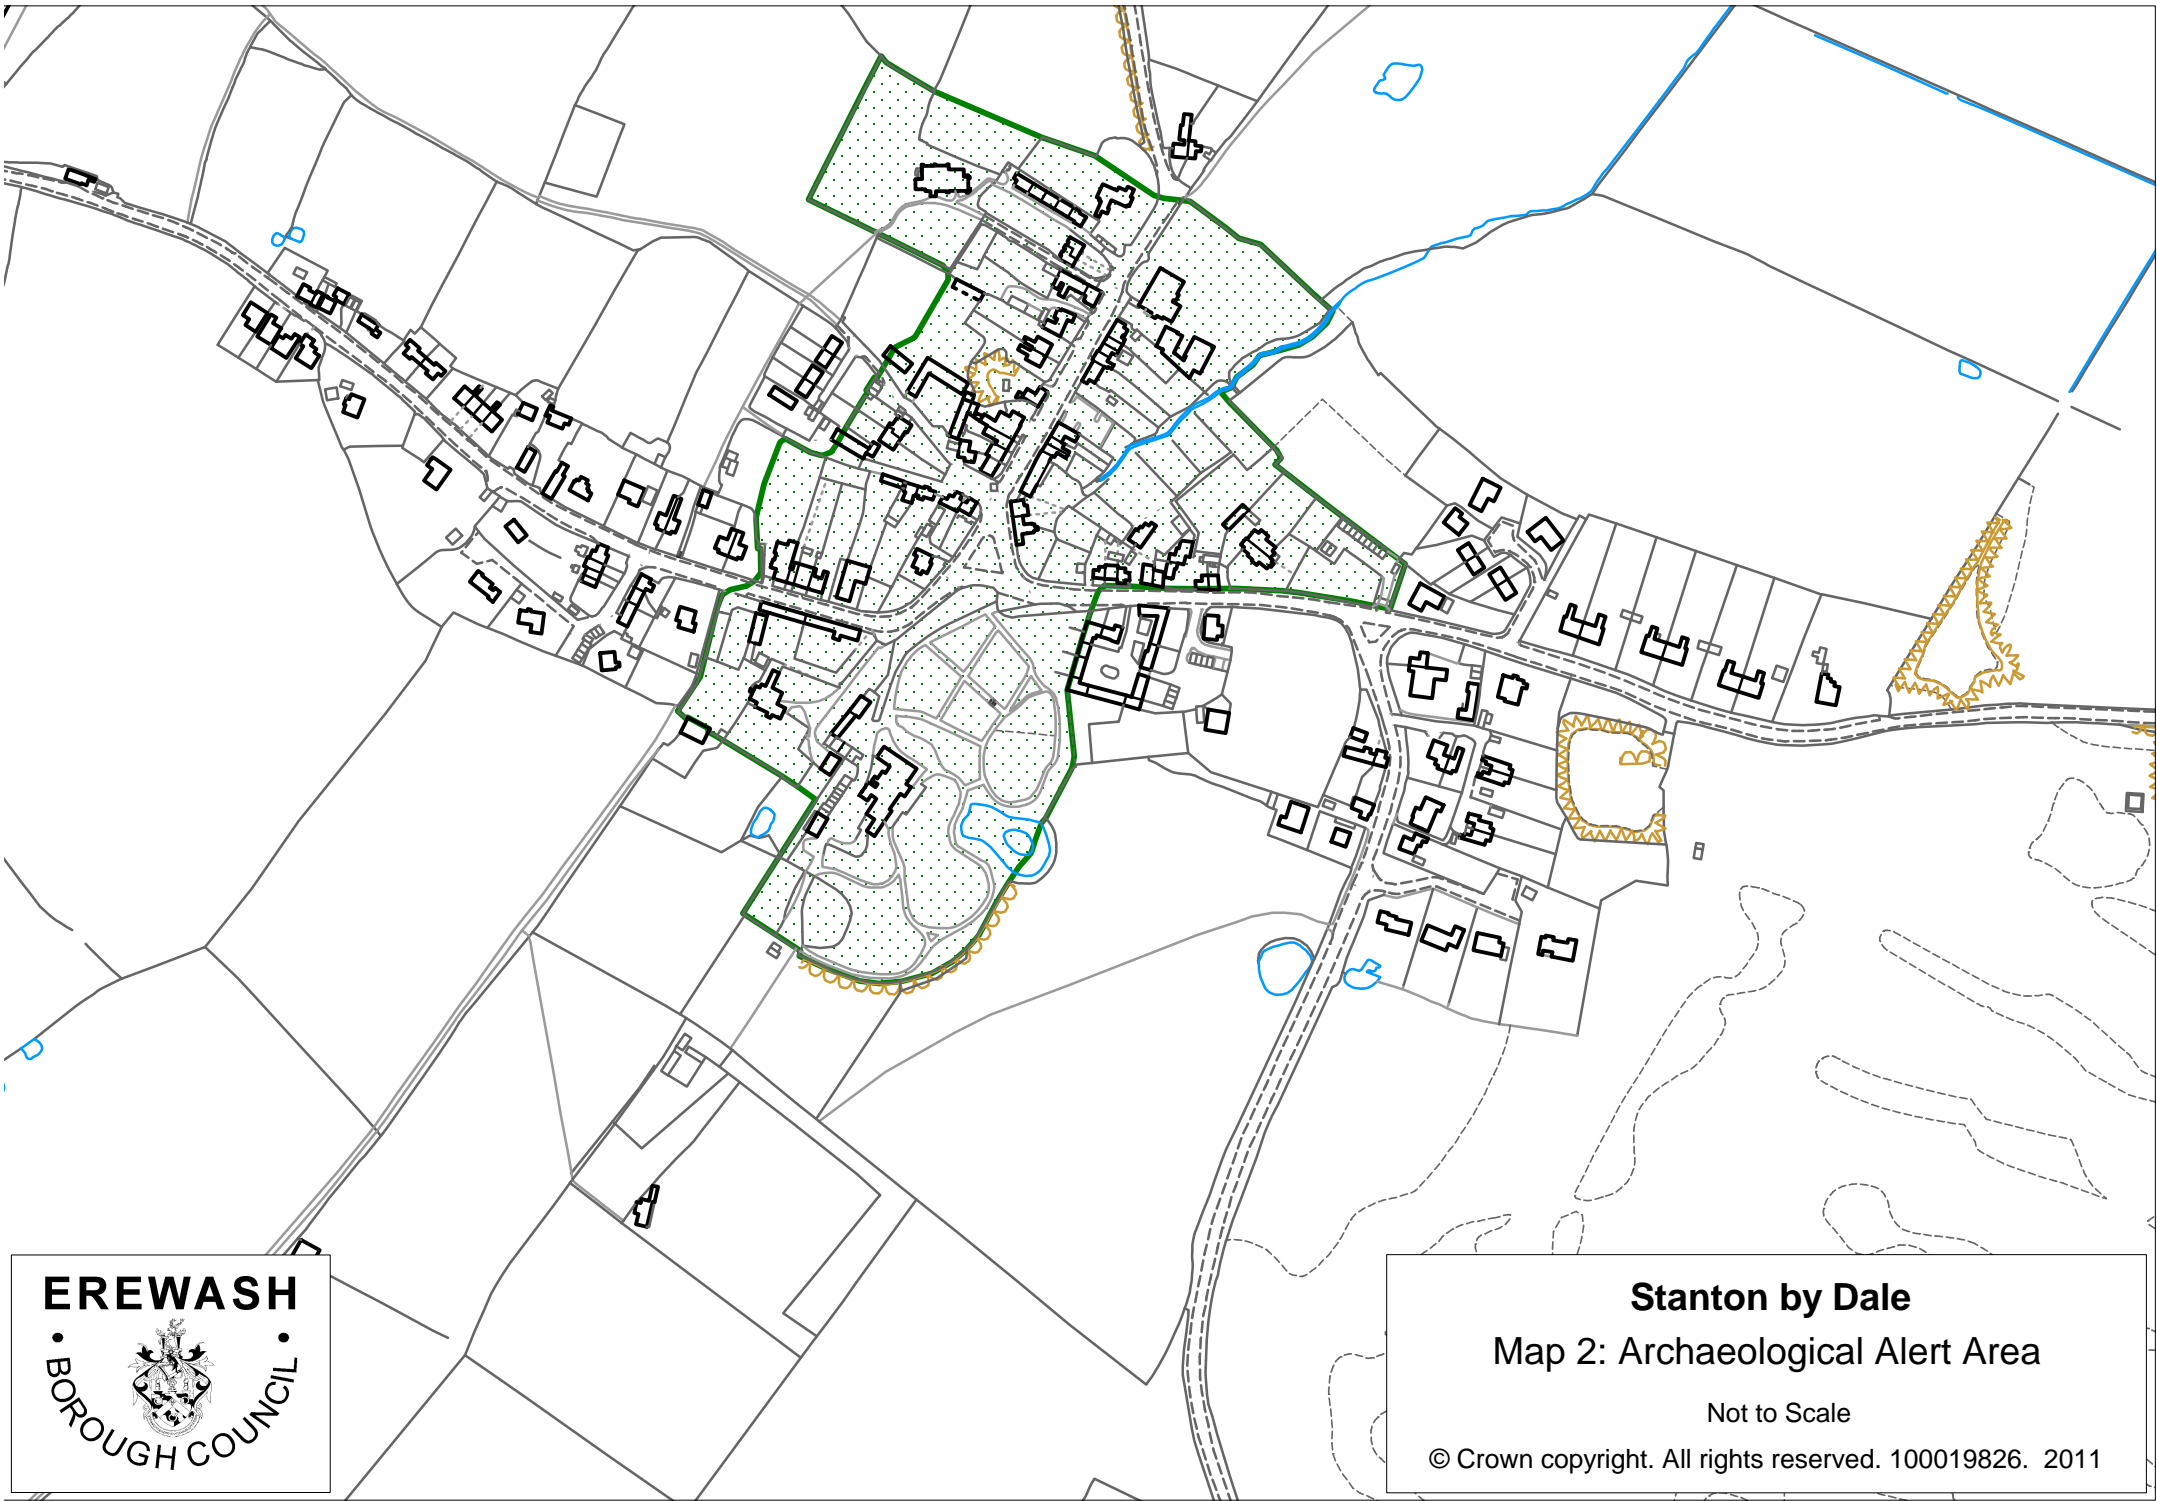 EREWASH
• BOROUGH COUNCIL •
Stanton by Dale
Map 2: Archaeological Alert Area
Not to Scale
© Crown copyright. All rights reserved. 100019826. 2011